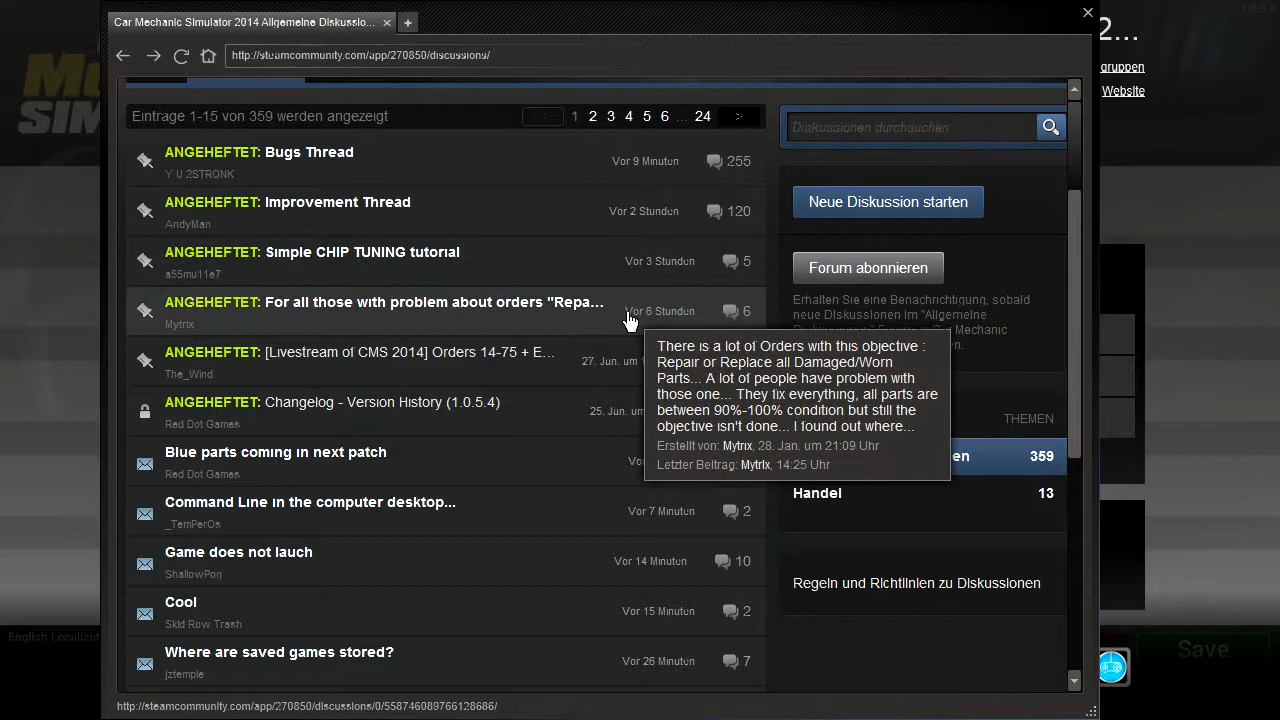 Car Mechanic Simulator 2014 Allgemeine Diskussio... × +
http://steamcommunity.com/app/270850/discussions/
2...
gruppen
Website
Einträge 1-15 von 359 werden angezeigt
< 1 2 3 4 5 6 ... 24 >
Diskussionen durchsuchen
ANGEHEFTET: Bugs Thread
Vor 9 Minuten 255
Y U 2STRONK
ANGEHEFTET: Improvement Thread
Vor 2 Stunden 120
AndyMan
Neue Diskussion starten
ANGEHEFTET: Simple CHIP TUNING tutorial
Vor 3 Stunden 5
a55mu11e7
Forum abonnieren
ANGEHEFTET: For all those with problem about orders "Repa...
Vor 6 Stunden 6
Mytrix
Erhalten Sie eine Benachrichtigung, sobald
neue Diskussionen im "Allgemeine
Mechanic
There is a lot of Orders with this objective :
Repair or Replace all Damaged/Worn
Parts... A lot of people have problem with
those one... They fix everything, all parts are
between 90%-100% condition but still the
objective isn't done... I found out where...
Erstellt von: Mytrix, 28. Jan. um 21:09 Uhr
Letzter Beitrag: Mytrix, 14:25 Uhr
ANGEHEFTET: [Livestream of CMS 2014] Orders 14-75 + E...
27. Jun. um 1
The_Wind
ANGEHEFTET: Changelog - Version History (1.0.5.4)
25. Jun. um
Red Dot Games
THEMEN
en 359
Handel 13
Blue parts coming in next patch
Vo
Red Dot Games
Command Line in the computer desktop...
Vor 7 Minuten 2
_TemPerOs
Game does not lauch
Vor 14 Minuten 10
ShallowPog
Regeln und Richtlinien zu Diskussionen
Cool
Vor 15 Minuten 2
Skid Row Trash
Where are saved games stored?
Vor 26 Minuten 7
jztemple
English Localizat
Save
http://steamcommunity.com/app/270850/discussions/0/558746089766128686/